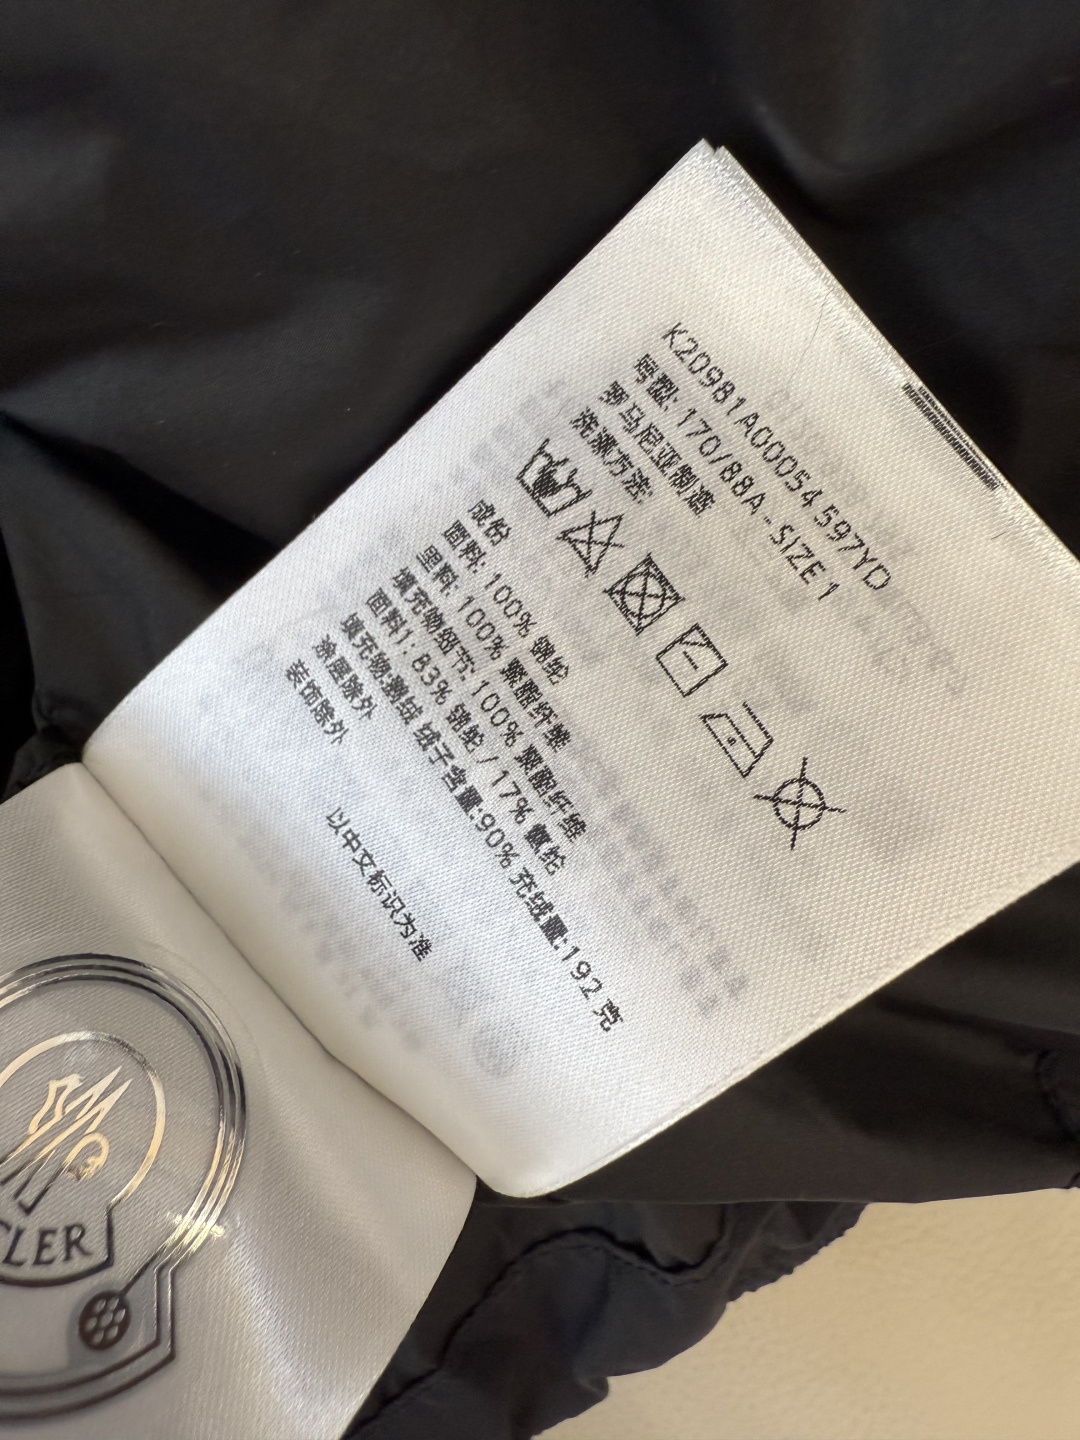 K20981A00054 597YD
号型: 170/88A-SIZE 1
罗马尼亚制造
洗涤方法:
成份
面料: 100% 锦纶
里料: 100% 聚酯纤维
填充物细节: 100% 聚酯纤维
面料1: 83% 锦纶 / 17% 氨纶
填充物:鹅绒 绒子含量:90% 充绒量:192 克
涂层除外
装饰除外
以中文标识为准
CLER